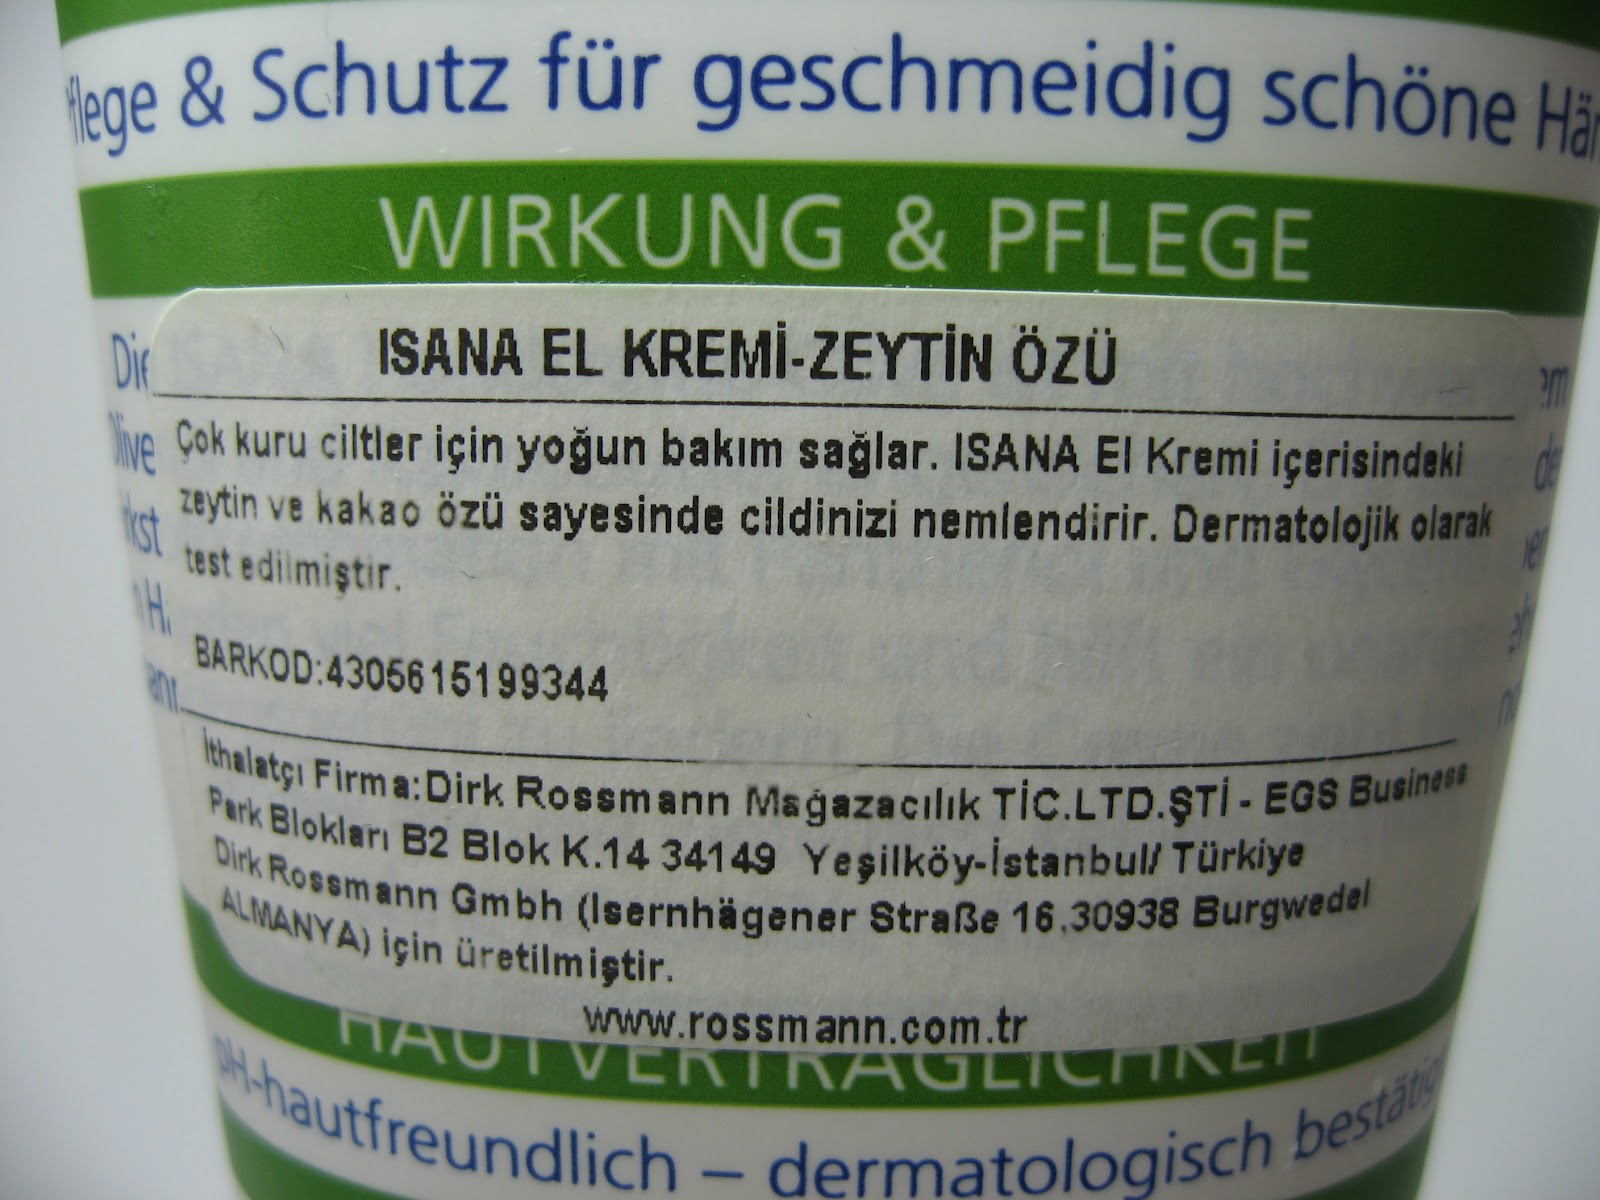 & Schutz für geschmeidig schöne
WIRKUNG & PFLEGE
ISANA EL KREMİ-ZEYTİN ÖZÜ
Çok kuru ciltler için yoğun bakım sağlar. ISANA El Kremi içerisindeki
zeytin ve kakao özü sayesinde cildinizi nemlendirir. Dermatolojik olarak
test edilmiştir.
BARKOD:4305615199344
İthalatçı Firma:Dirk Rossmann Mağazacılık TİC.LTD.ŞTİ - EGS Business
Park Blokları B2 Blok K.14 34149 Yeşilköy-İstanbul/ Türkiye
Dirk Rossmann Gmbh (Isernhägener Straße 16.30938 Burgwedel
ALMANYA) için üretilmiştir.
www.rossmann.com.tr
HAUTVERTRÄGLICHKEIT
pH-hautfreundlich – dermatologisch